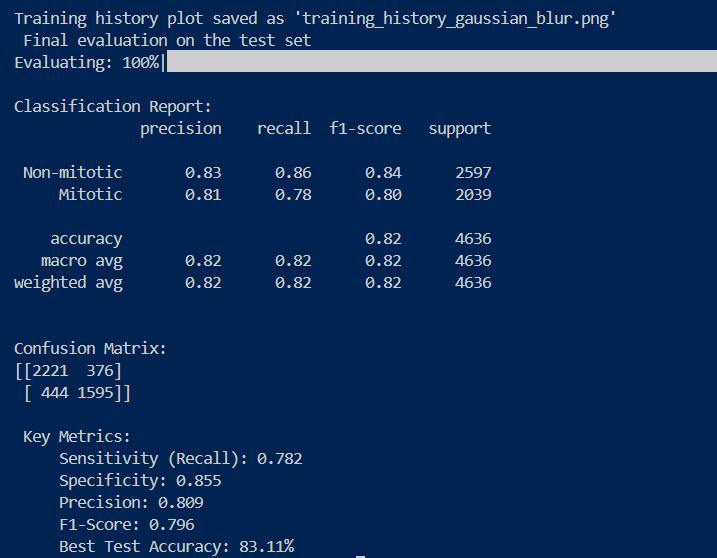 Training history plot saved as 'training_history_gaussian_blur.png'
Final evaluation on the test set
Evaluating: 100%|
Classification Report:
precision recall f1-score support
Non-mitotic 0.83 0.86 0.84 2597
Mitotic 0.81 0.78 0.80 2039
accuracy 0.82 4636
macro avg 0.82 0.82 0.82 4636
weighted avg 0.82 0.82 0.82 4636
Confusion Matrix:
[[2221 376]
[ 444 1595]]
Key Metrics:
Sensitivity (Recall): 0.782
Specificity: 0.855
Precision: 0.809
F1-Score: 0.796
Best Test Accuracy: 83.11%